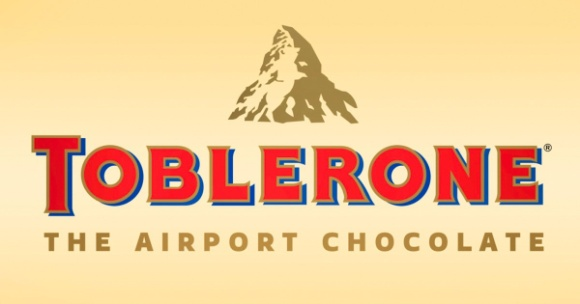 TOBLERONE®
THE AIRPORT CHOCOLATE